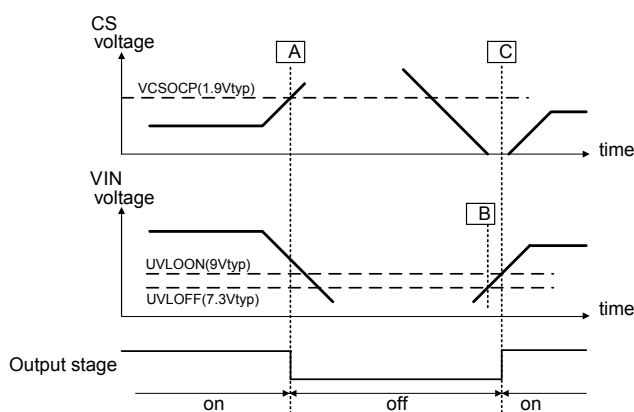 CS
voltage
A
C
VCSOCP(1.9Vtyp)
time
VIN
voltage
B
UVLOON(9Vtyp)
UVLOFF(7.3Vtyp)
time
Output stage
on
off
on